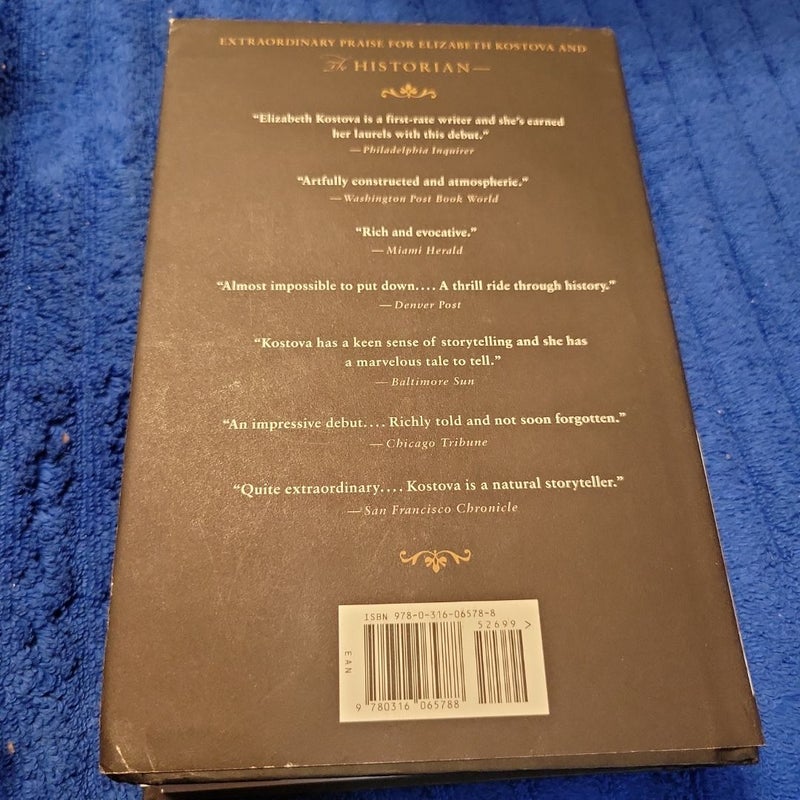 EXTRAORDINARY PRAISE FOR ELIZABETH KOSTOVA AND
The HISTORIAN—
“Elizabeth Kostova is a first-rate writer and she’s earned
her laurels with this debut.”
—Philadelphia Inquirer
“Artfully constructed and atmospheric.”
—Washington Post Book World
“Rich and evocative.”
—Miami Herald
“Almost impossible to put down.... A thrill ride through history.”
—Denver Post
“Kostova has a keen sense of storytelling and she has
a marvelous tale to tell.”
—Baltimore Sun
“An impressive debut.... Richly told and not soon forgotten.”
—Chicago Tribune
“Quite extraordinary.... Kostova is a natural storyteller.”
—San Francisco Chronicle
ISBN 978-0-316-06578-8
52699 >
EAN
9 780316 065788